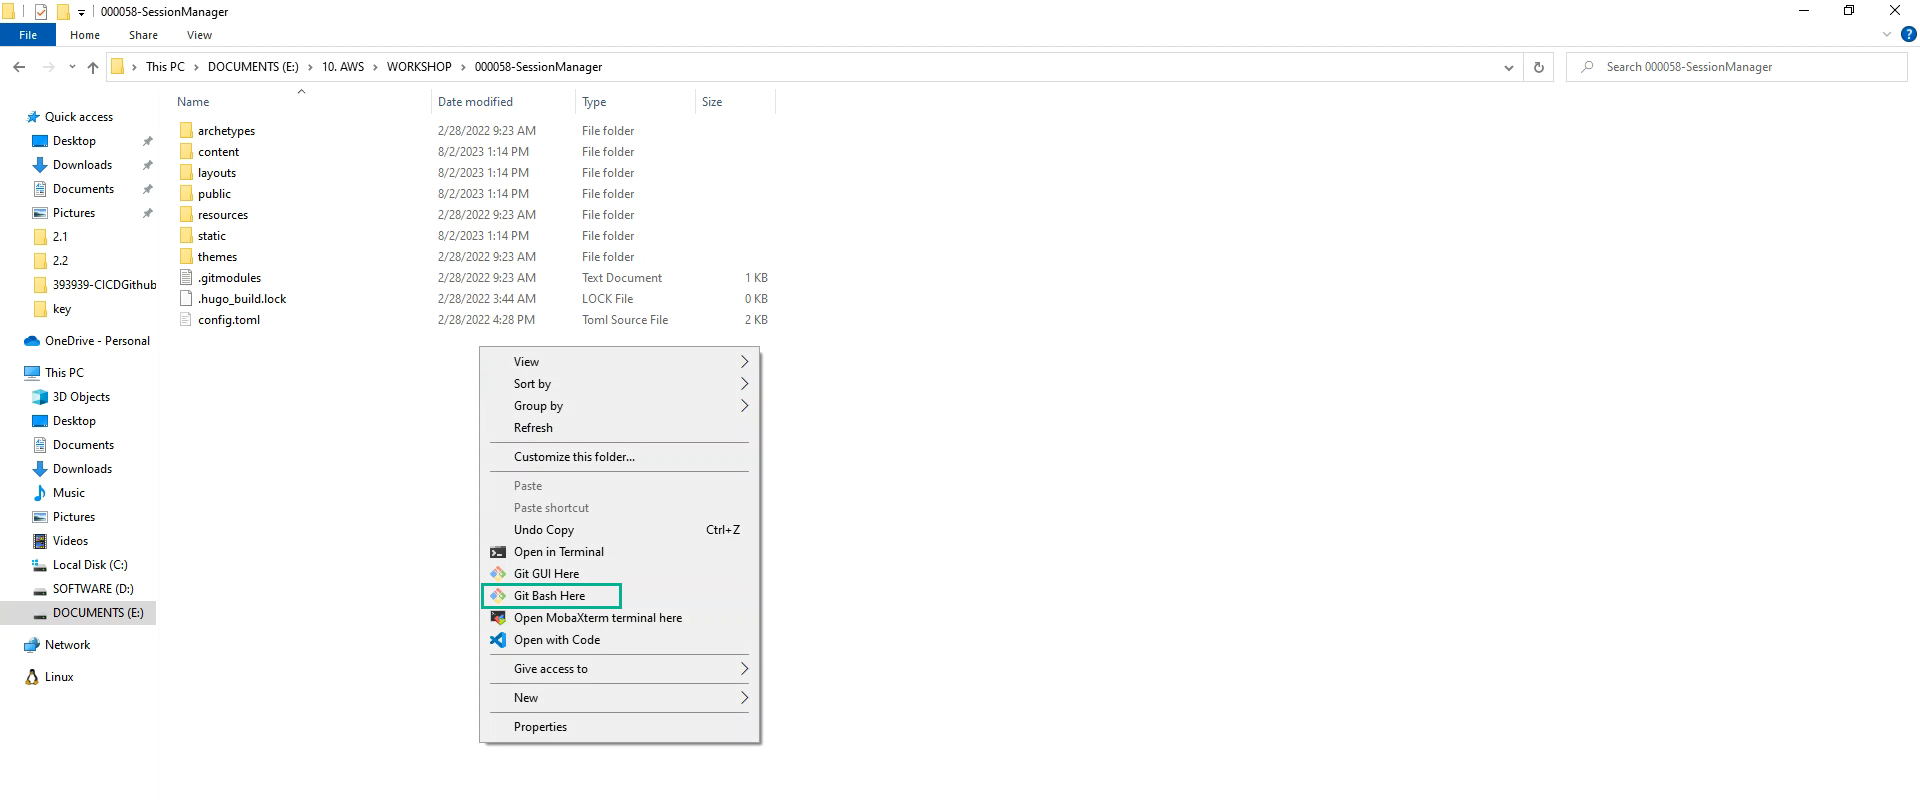 000058-SessionManager
File Home Share View
This PC DOCUMENTS (E:) 10. AWS WORKSHOP 000058-SessionManager
Search 000058-SessionManager
Quick access
Desktop
Downloads
Documents
Pictures
2.1
2.2
393939-CICDGithub
key
OneDrive - Personal
This PC
3D Objects
Desktop
Documents
Downloads
Music
Pictures
Videos
Local Disk (C:)
SOFTWARE (D:)
DOCUMENTS (E:)
Network
Linux
Name Date modified Type Size
archetypes 2/28/2022 9:23 AM File folder
content 8/2/2023 1:14 PM File folder
layouts 8/2/2023 1:14 PM File folder
public 8/2/2023 1:14 PM File folder
resources 2/28/2022 9:23 AM File folder
static 8/2/2023 1:14 PM File folder
themes 2/28/2022 9:23 AM File folder
.gitmodules 2/28/2022 9:23 AM Text Document 1 KB
.hugo_build.lock 2/28/2022 3:44 AM LOCK File 0 KB
config.toml 2/28/2022 4:28 PM Toml Source File 2 KB
View
Sort by
Group by
Refresh
Customize this folder...
Paste
Paste shortcut
Undo Copy Ctrl+Z
Open in Terminal
Git GUI Here
Git Bash Here
Open MobaXterm terminal here
Open with Code
Give access to
New
Properties